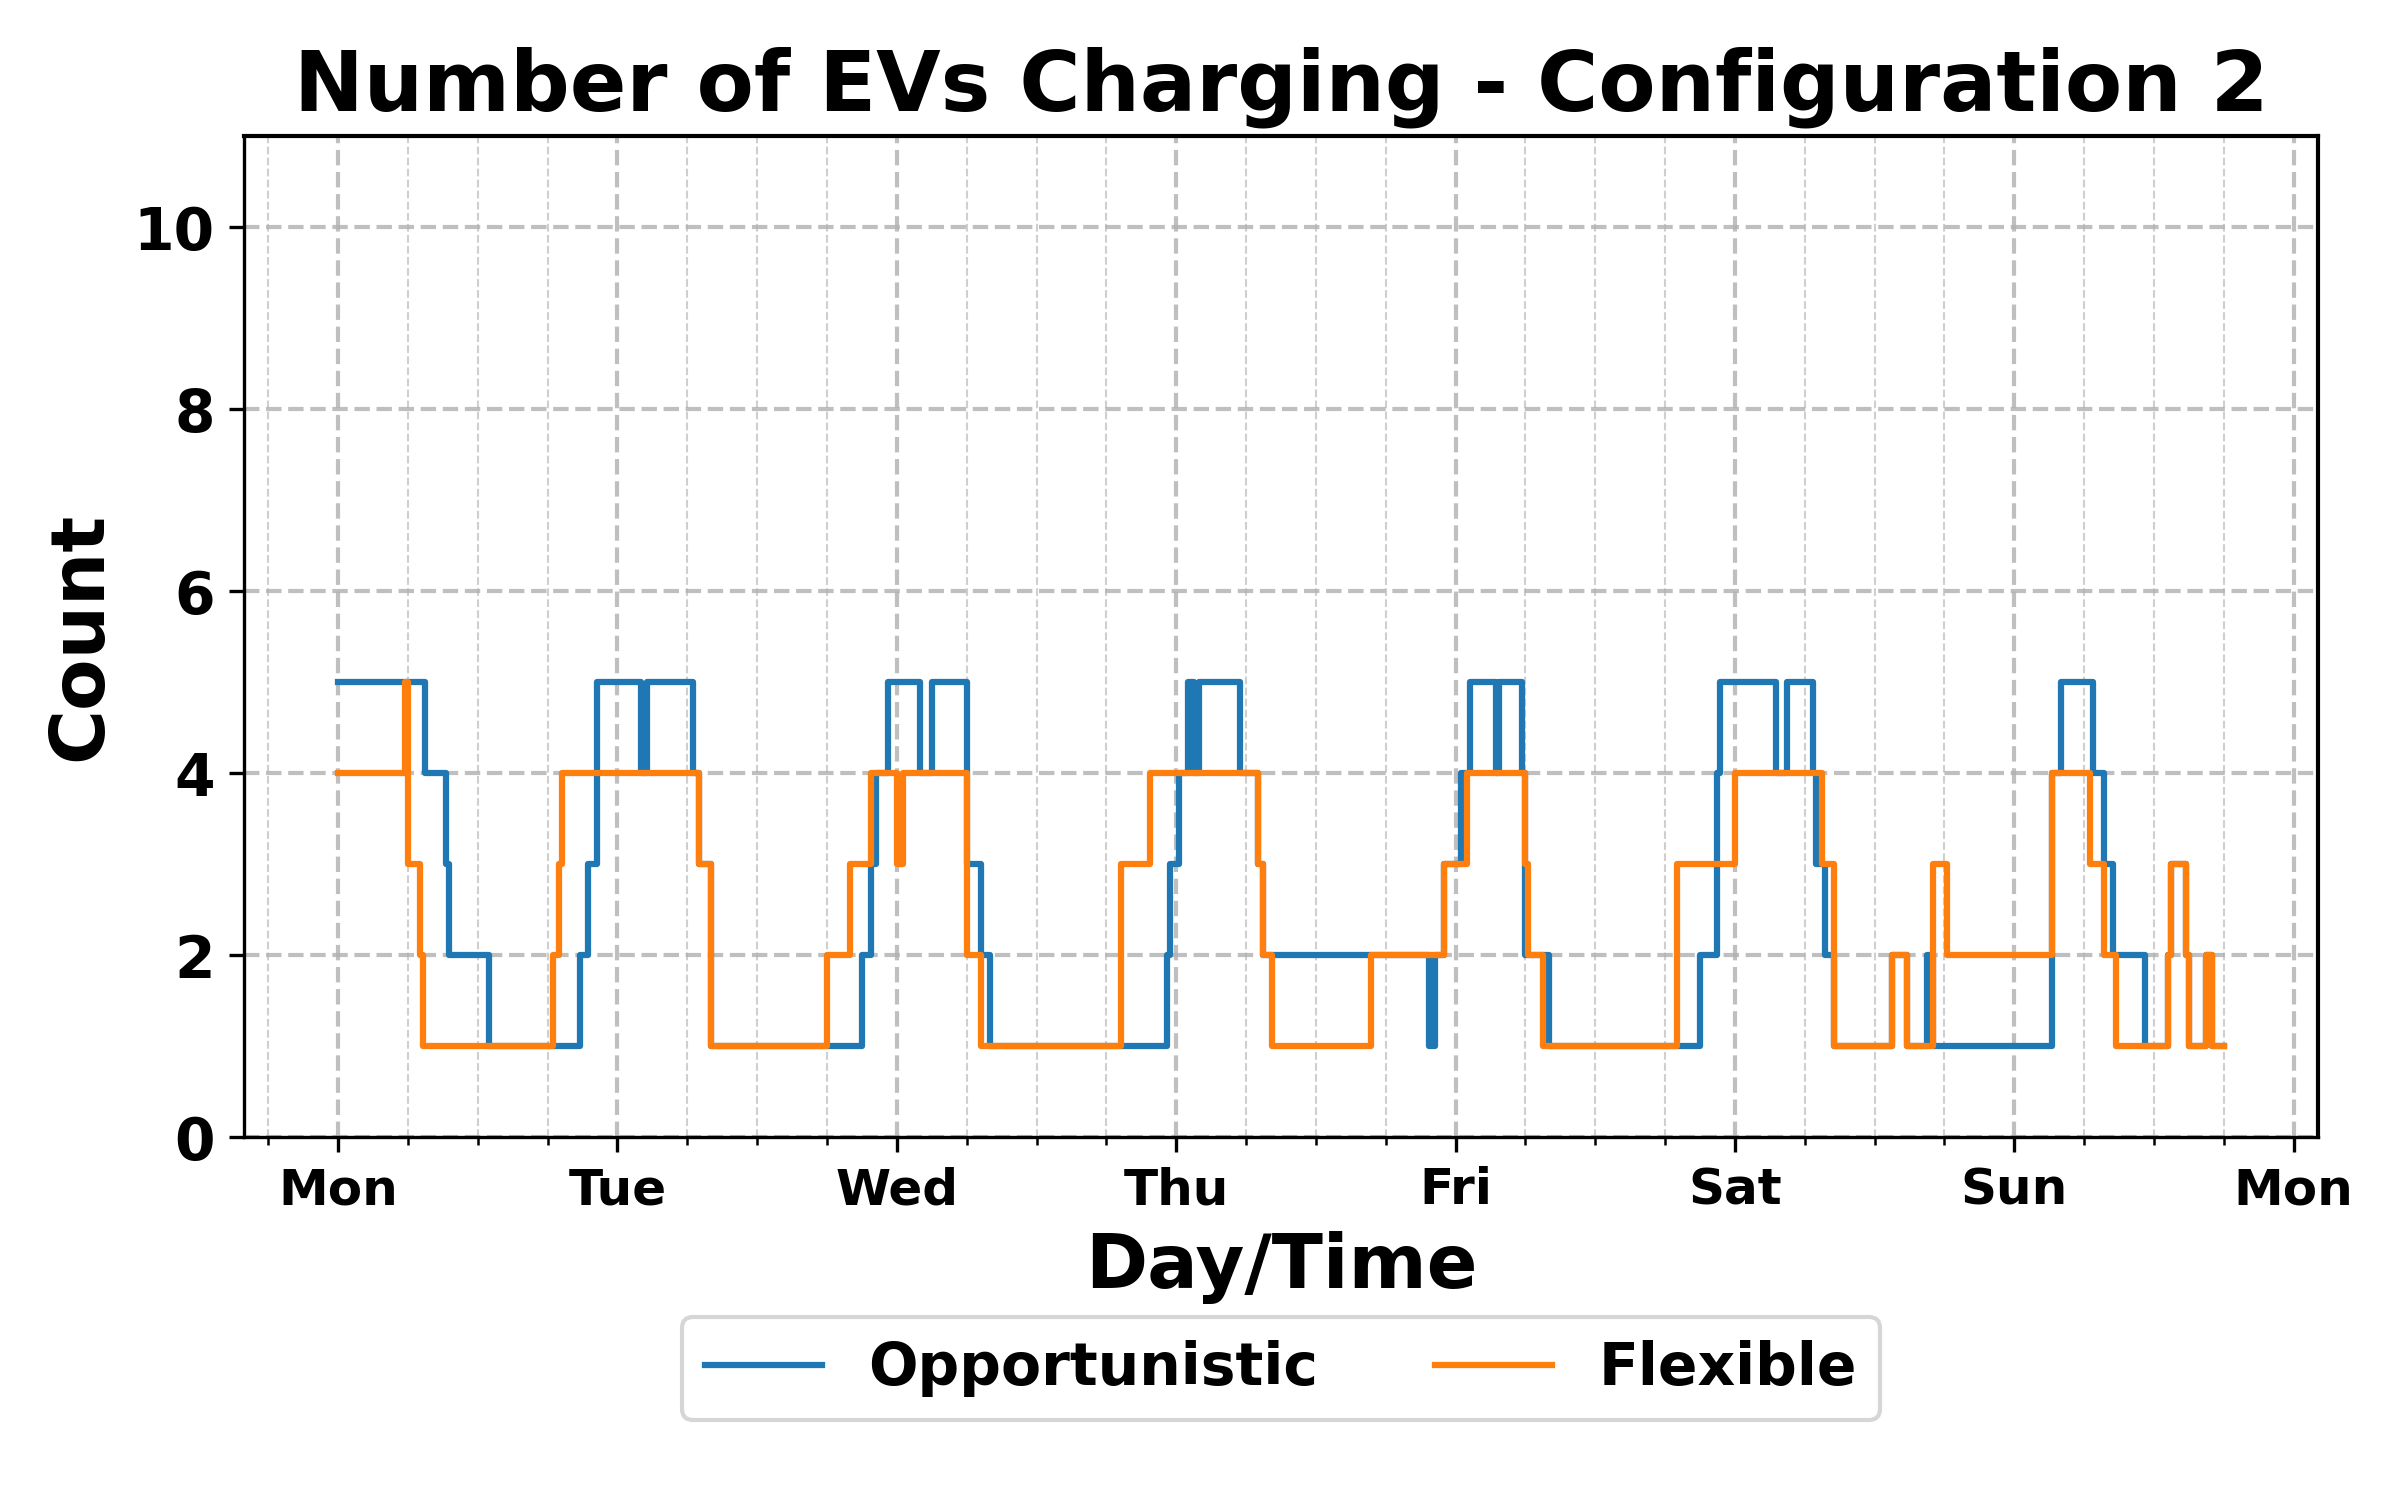 Number of EVs Charging - Configuration 2
10
8
6
4
2
0
Count
Mon Tue Wed Thu Fri Sat Sun Mon
Day/Time
Opportunistic Flexible